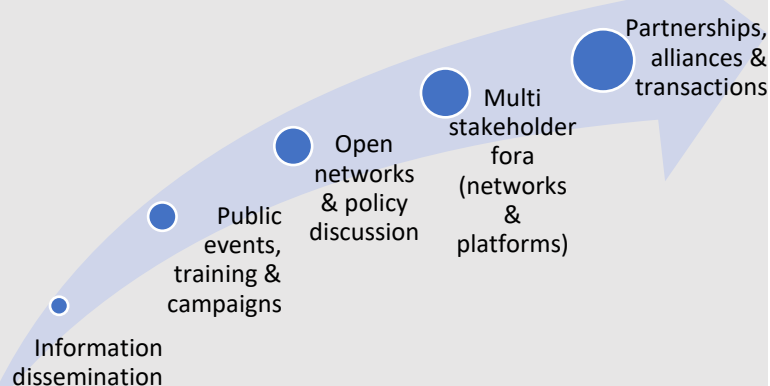 Information
dissemination
Public
events,
training &
campaigns
Open
networks
& policy
discussion
Multi
stakeholder
fora
(networks
&
platforms)
Partnerships,
alliances &
transactions